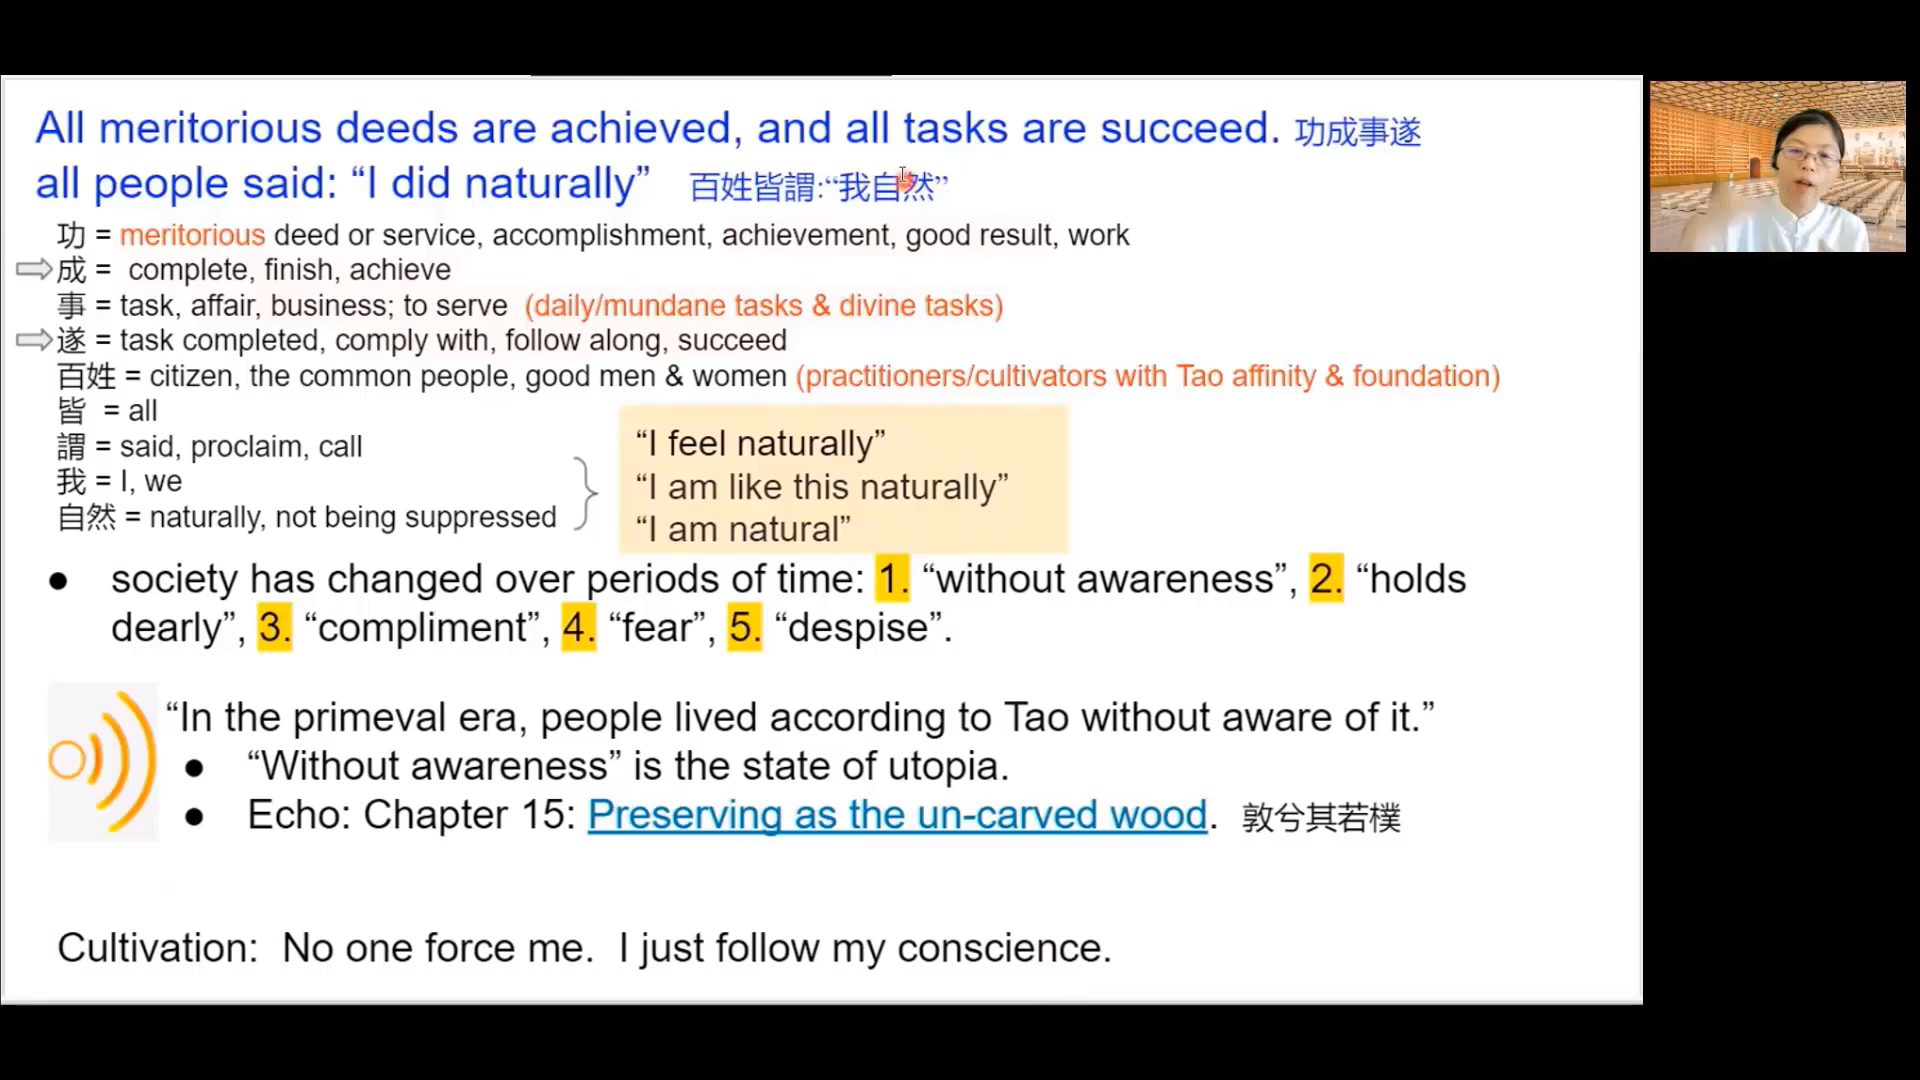 All meritorious deeds are achieved, and all tasks are succeed. 功成事遂
all people said: “I did naturally” 百姓皆謂:“我自然”
功 = meritorious deed or service, accomplishment, achievement, good result, work
成 = complete, finish, achieve
事 = task, affair, business; to serve (daily/mundane tasks & divine tasks)
遂 = task completed, comply with, follow along, succeed
百姓 = citizen, the common people, good men & women (practitioners/cultivators with Tao affinity & foundation)
皆 = all
謂 = said, proclaim, call
我 = I, we
自然 = naturally, not being suppressed
“I feel naturally”
“I am like this naturally”
“I am natural”
● society has changed over periods of time: 1. “without awareness”, 2. “holds
dearly”, 3. “compliment”, 4. “fear”, 5. “despise”.
“In the primeval era, people lived according to Tao without aware of it.”
● “Without awareness” is the state of utopia.
● Echo: Chapter 15: Preserving as the un-carved wood. 敦兮其若樸
Cultivation: No one force me. I just follow my conscience.